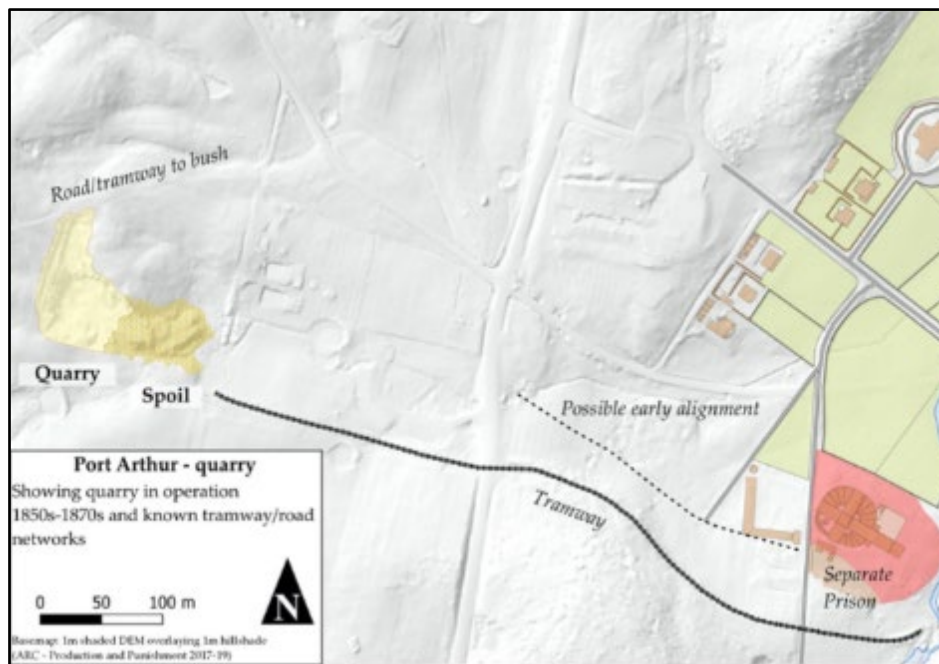 Road/tramway to bush
Quarry
Spoil
Possible early alignment
Tramway
Separate
Prison
Port Arthur - quarry
Showing quarry in operation
1850s-1870s and known tramway/road
networks
0 50 100 m
N
Basemap: 1m shaded DEM overlaying 1m hillshade
(ARC - Production and Punishment 2017-19)